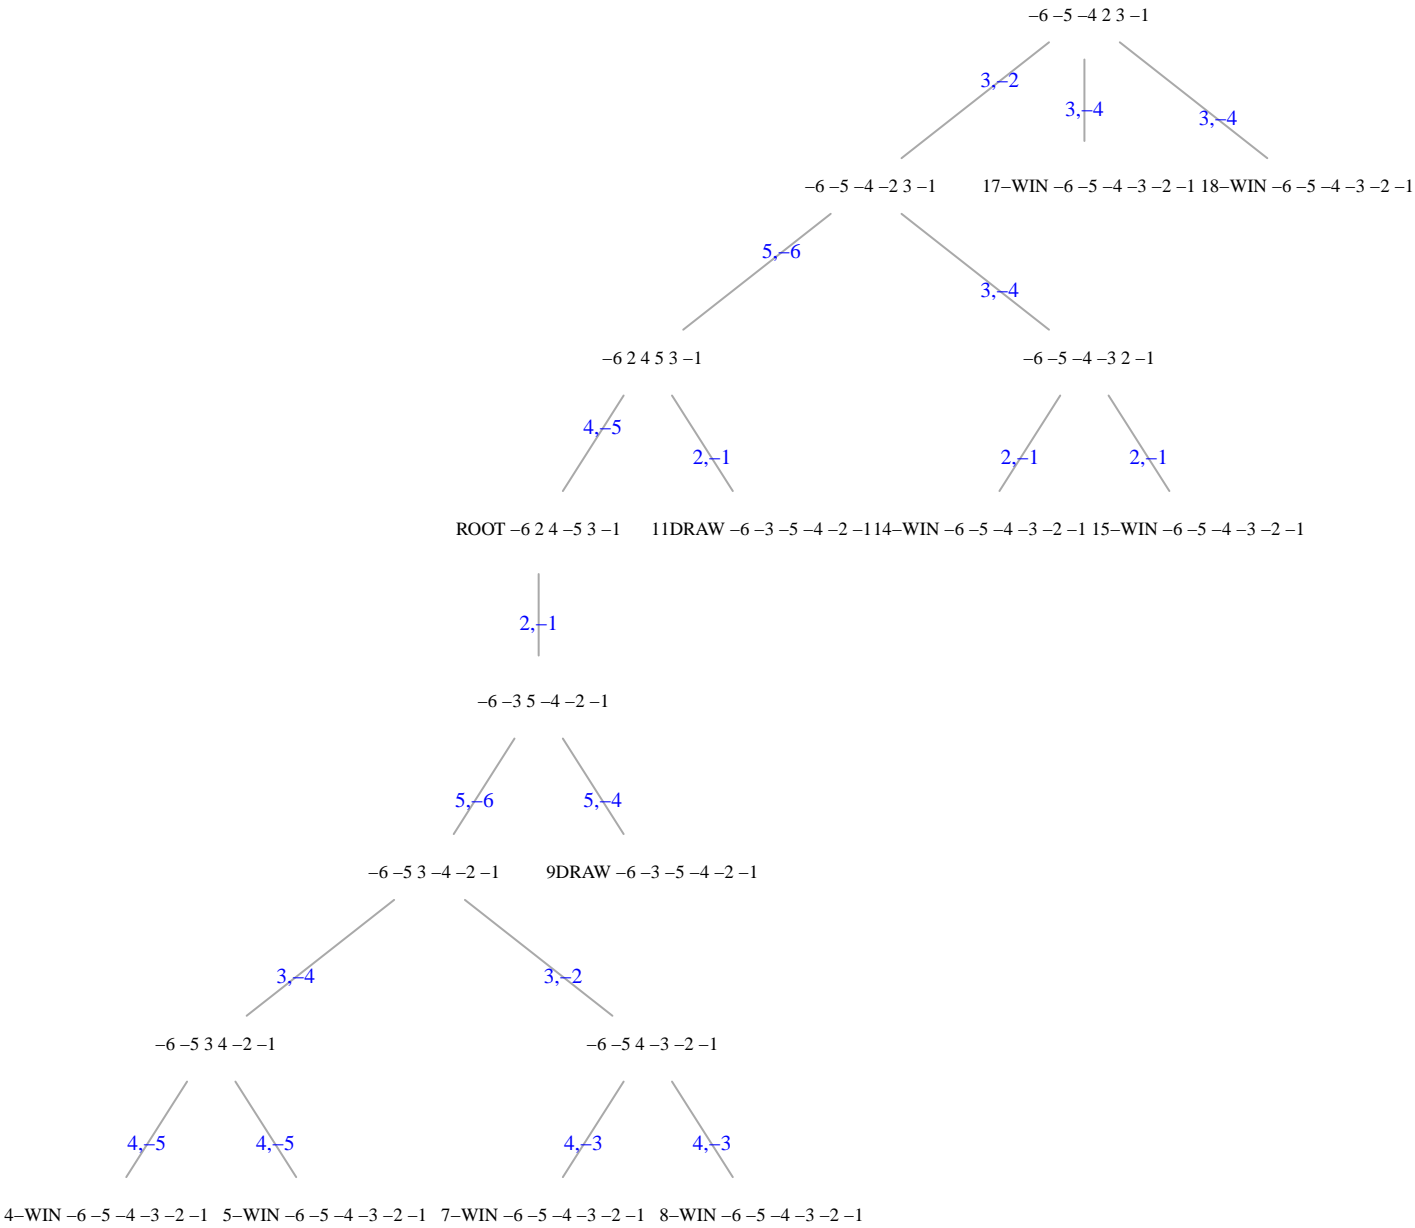 –6 –5 –4 2 3 –1
3,–2
3,–4
3,–4
–6 –5 –4 –2 3 –1
17–WIN –6 –5 –4 –3 –2 –1
18–WIN –6 –5 –4 –3 –2 –1
5,–6
3,–4
–6 2 4 5 3 –1
–6 –5 –4 –3 2 –1
4,–5
2,–1
2,–1
2,–1
ROOT –6 2 4 –5 3 –1
11DRAW –6 –3 –5 –4 –2 –1
14–WIN –6 –5 –4 –3 –2 –1
15–WIN –6 –5 –4 –3 –2 –1
2,–1
–6 –3 5 –4 –2 –1
5,–6
5,–4
–6 –5 3 –4 –2 –1
9DRAW –6 –3 –5 –4 –2 –1
3,–4
3,–2
–6 –5 3 4 –2 –1
–6 –5 4 –3 –2 –1
4,–5
4,–5
4,–3
4,–3
4–WIN –6 –5 –4 –3 –2 –1
5–WIN –6 –5 –4 –3 –2 –1
7–WIN –6 –5 –4 –3 –2 –1
8–WIN –6 –5 –4 –3 –2 –1